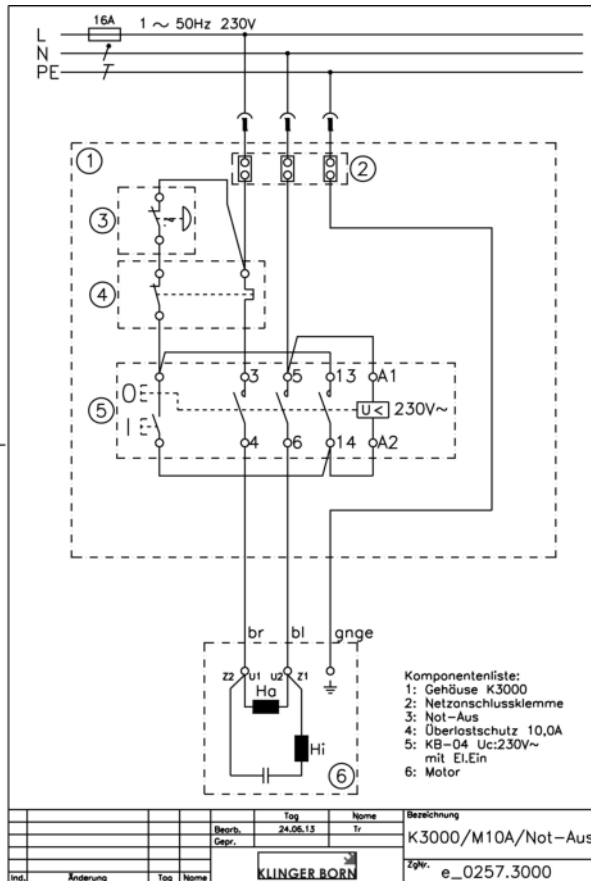 16A 1 ~ 50Hz 230V
L
N
PE
1
2
3
4
3 5 13 A1
O
5 U< 230V~
I
4 6 14 A2
br bl gnge
Z2 U1 U2 Z1
Ha
Hi
6
Komponentenliste:
1: Gehäuse K3000
2: Netzanschlussklemme
3: Not-Aus
4: Überlastschutz 10,0A
5: KB-04 Uc:230V~
mit El.Ein
6: Motor
Tag Name
Bearb. 24.06.13 Tr
Gepr.
Bezeichnung
K3000/M10A/Not-Aus
KLINGER BORN
ZgNr. e_0257.3000
Ind. Änderung Tag Name